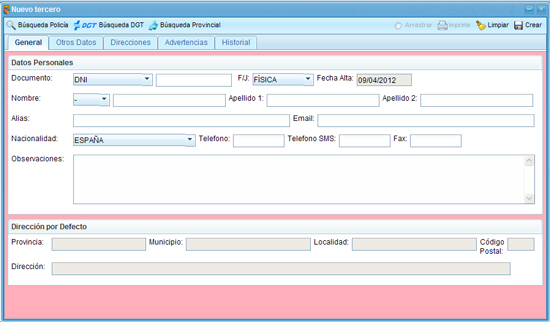 Nuevo tercero
Búsqueda Policía DGT Búsqueda DGT Búsqueda Provincial Arrastrar Imprimir Limpiar Crear
General Otros Datos Direcciones Advertencias Historial
Datos Personales
Documento: DNI F/J: FÍSICA Fecha Alta: 09/04/2012
Nombre: - Apellido 1: Apellido 2:
Alias: Email:
Nacionalidad: ESPAÑA Telefono: Telefono SMS: Fax:
Observaciones:
Dirección por Defecto
Provincia: Municipio: Localidad: Código
Postal:
Dirección: